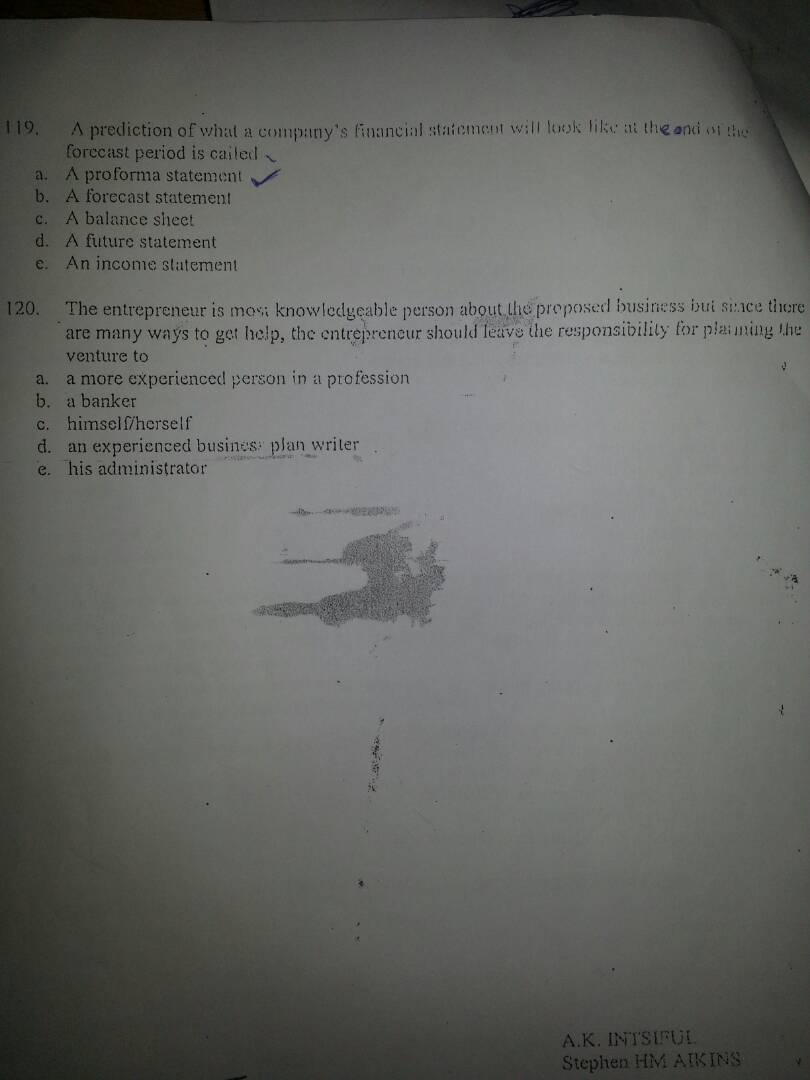 119. A prediction of what a company's financial statement will look like at the end of the
forecast period is called
a. A proforma statement
b. A forecast statement
c. A balance sheet
d. A future statement
e. An income statement
120. The entrepreneur is most knowledgeable person about the proposed business but since there
are many ways to get help, the entrepreneur should leave the responsibility for planning the
venture to
a. a more experienced person in a profession
b. a banker
c. himself/herself
d. an experienced business plan writer
e. his administrator
A.K. INTSIFUL
Stephen HM AIKINS